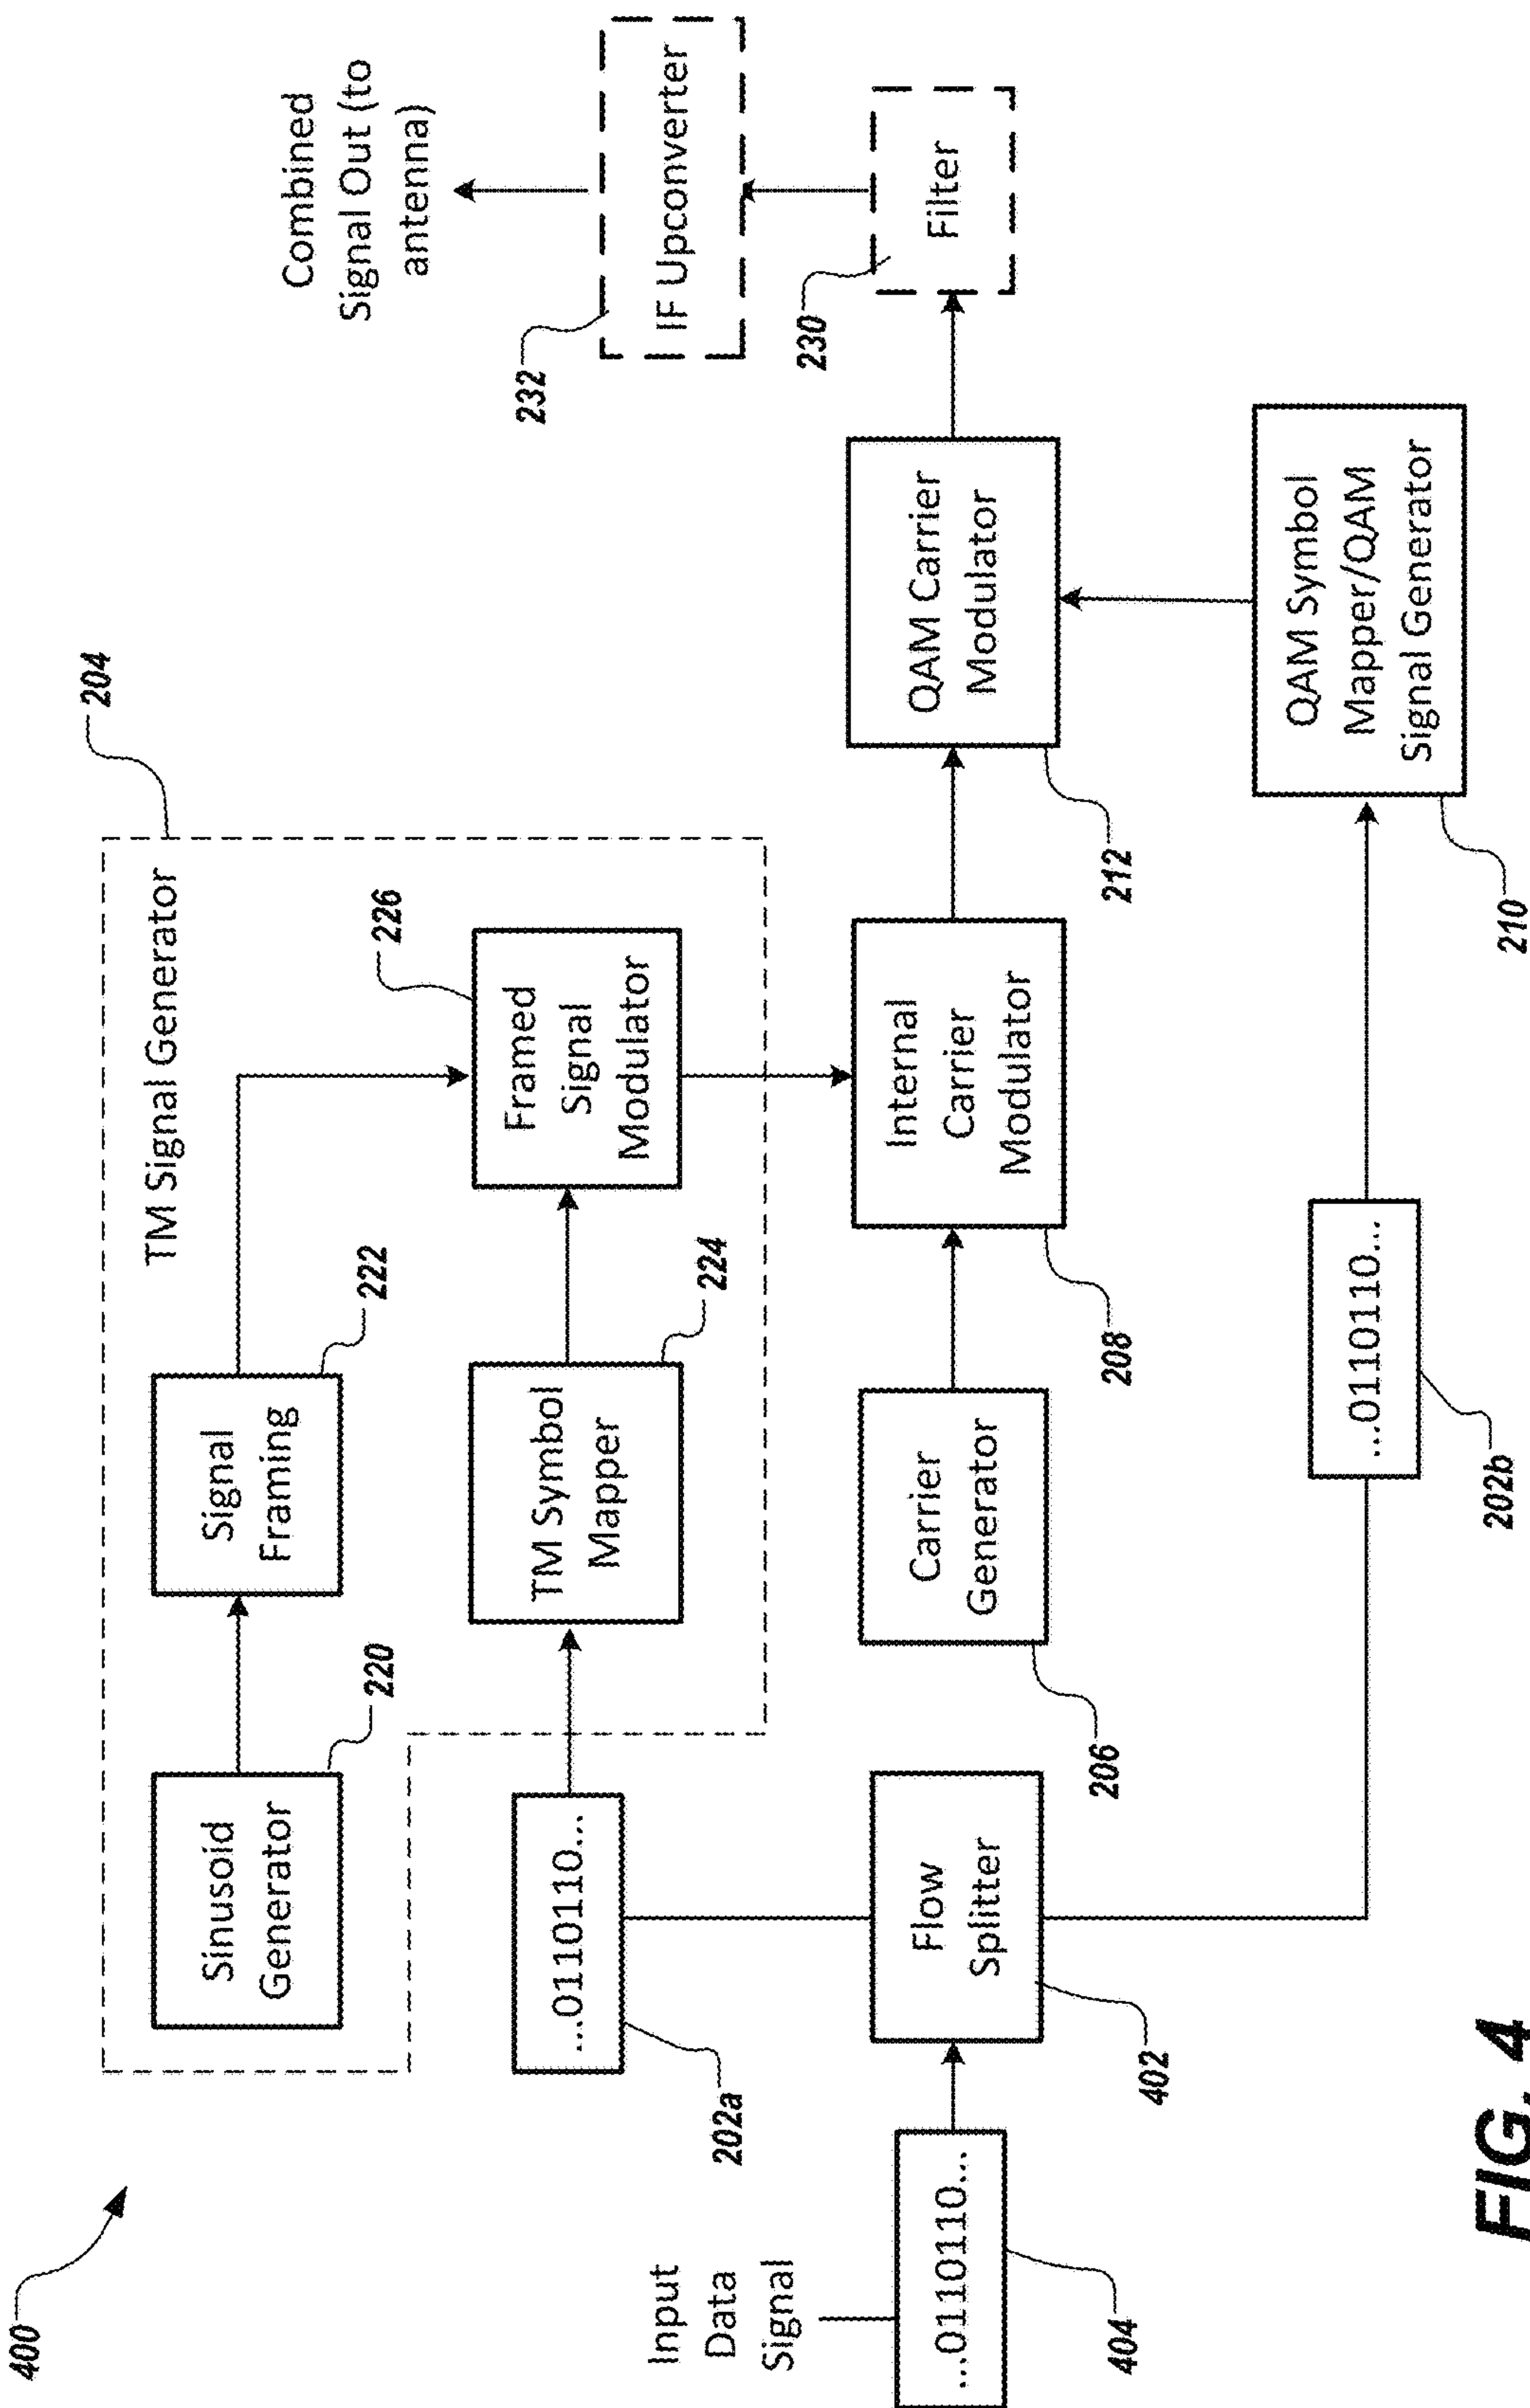 400
204
TM Signal Generator
Sinusoid
Generator
220
Signal
Framing
222
226
Framed
Signal
Modulator
TM Symbol
Mapper
224
...0110110...
202a
Input
Data
Signal
...0110110...
404
Flow
Splitter
402
Carrier
Generator
206
Internal
Carrier
Modulator
208
QAM Carrier
Modulator
212
Filter
230
IF Upconverter
232
Combined
Signal Out (to
antenna)
...0110110...
202b
QAM Symbol
Mapper/QAM
Signal Generator
210
FIG. 4